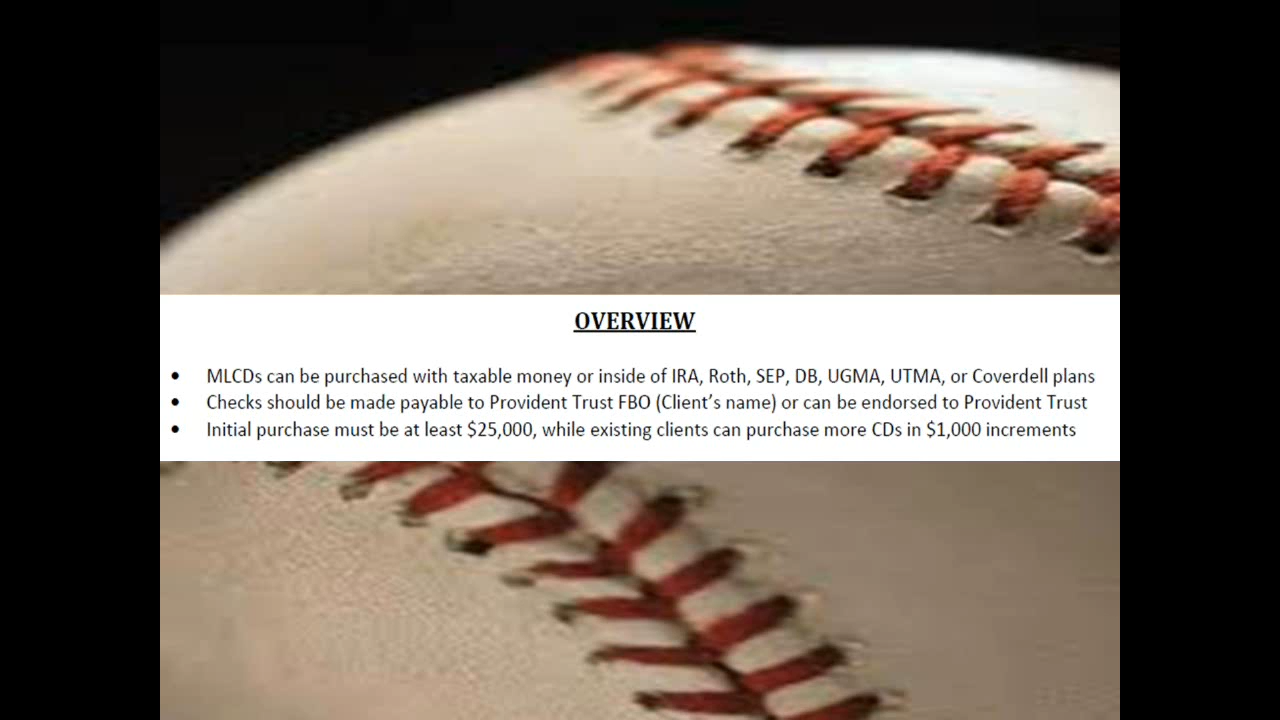 OVERVIEW
• MLCDs can be purchased with taxable money or inside of IRA, Roth, SEP, DB, UGMA, UTMA, or Coverdell plans
• Checks should be made payable to Provident Trust FBO (Client's name) or can be endorsed to Provident Trust
• Initial purchase must be at least $25,000, while existing clients can purchase more CDs in $1,000 increments